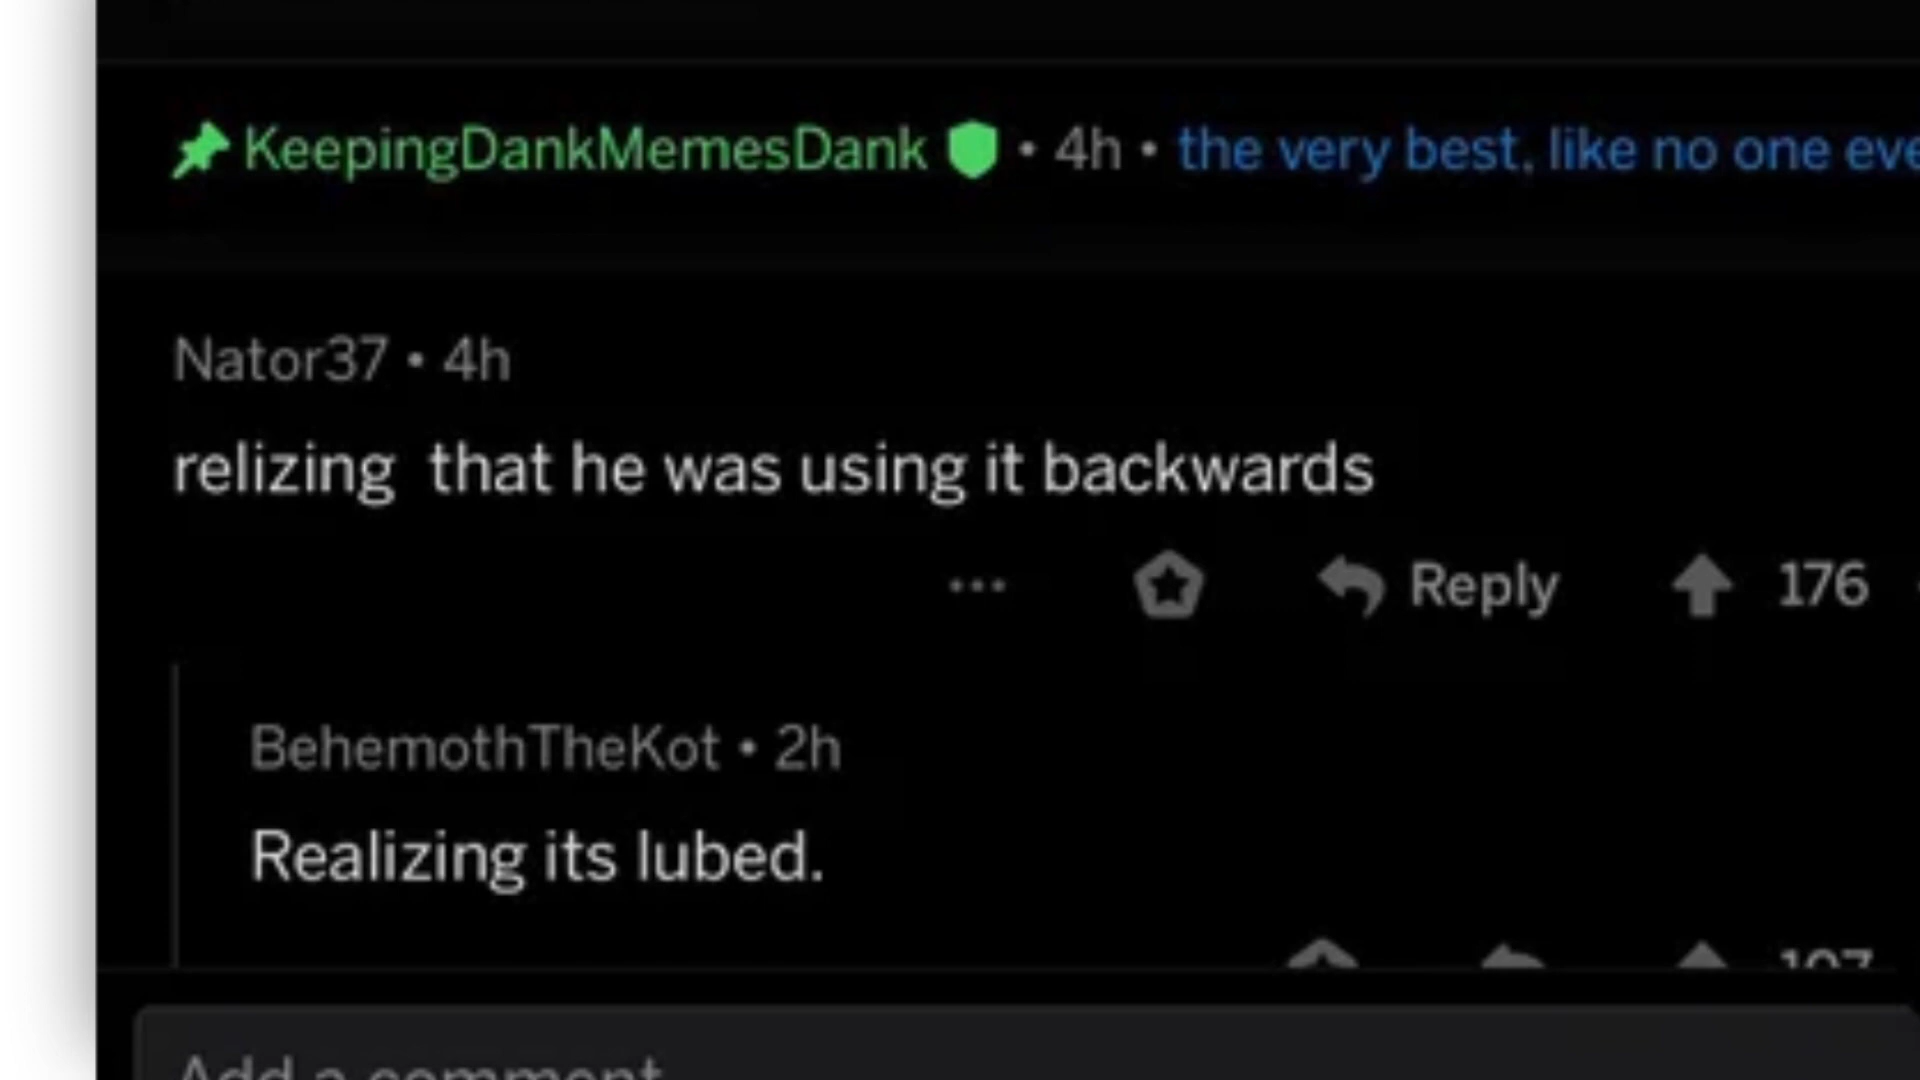 KeepingDankMemesDank • 4h • the very best, like no one
Nator37 • 4h
relizing  that he was using it backwards
... Reply 176
BehemothTheKot • 2h
Realizing its lubed.
Add a comment